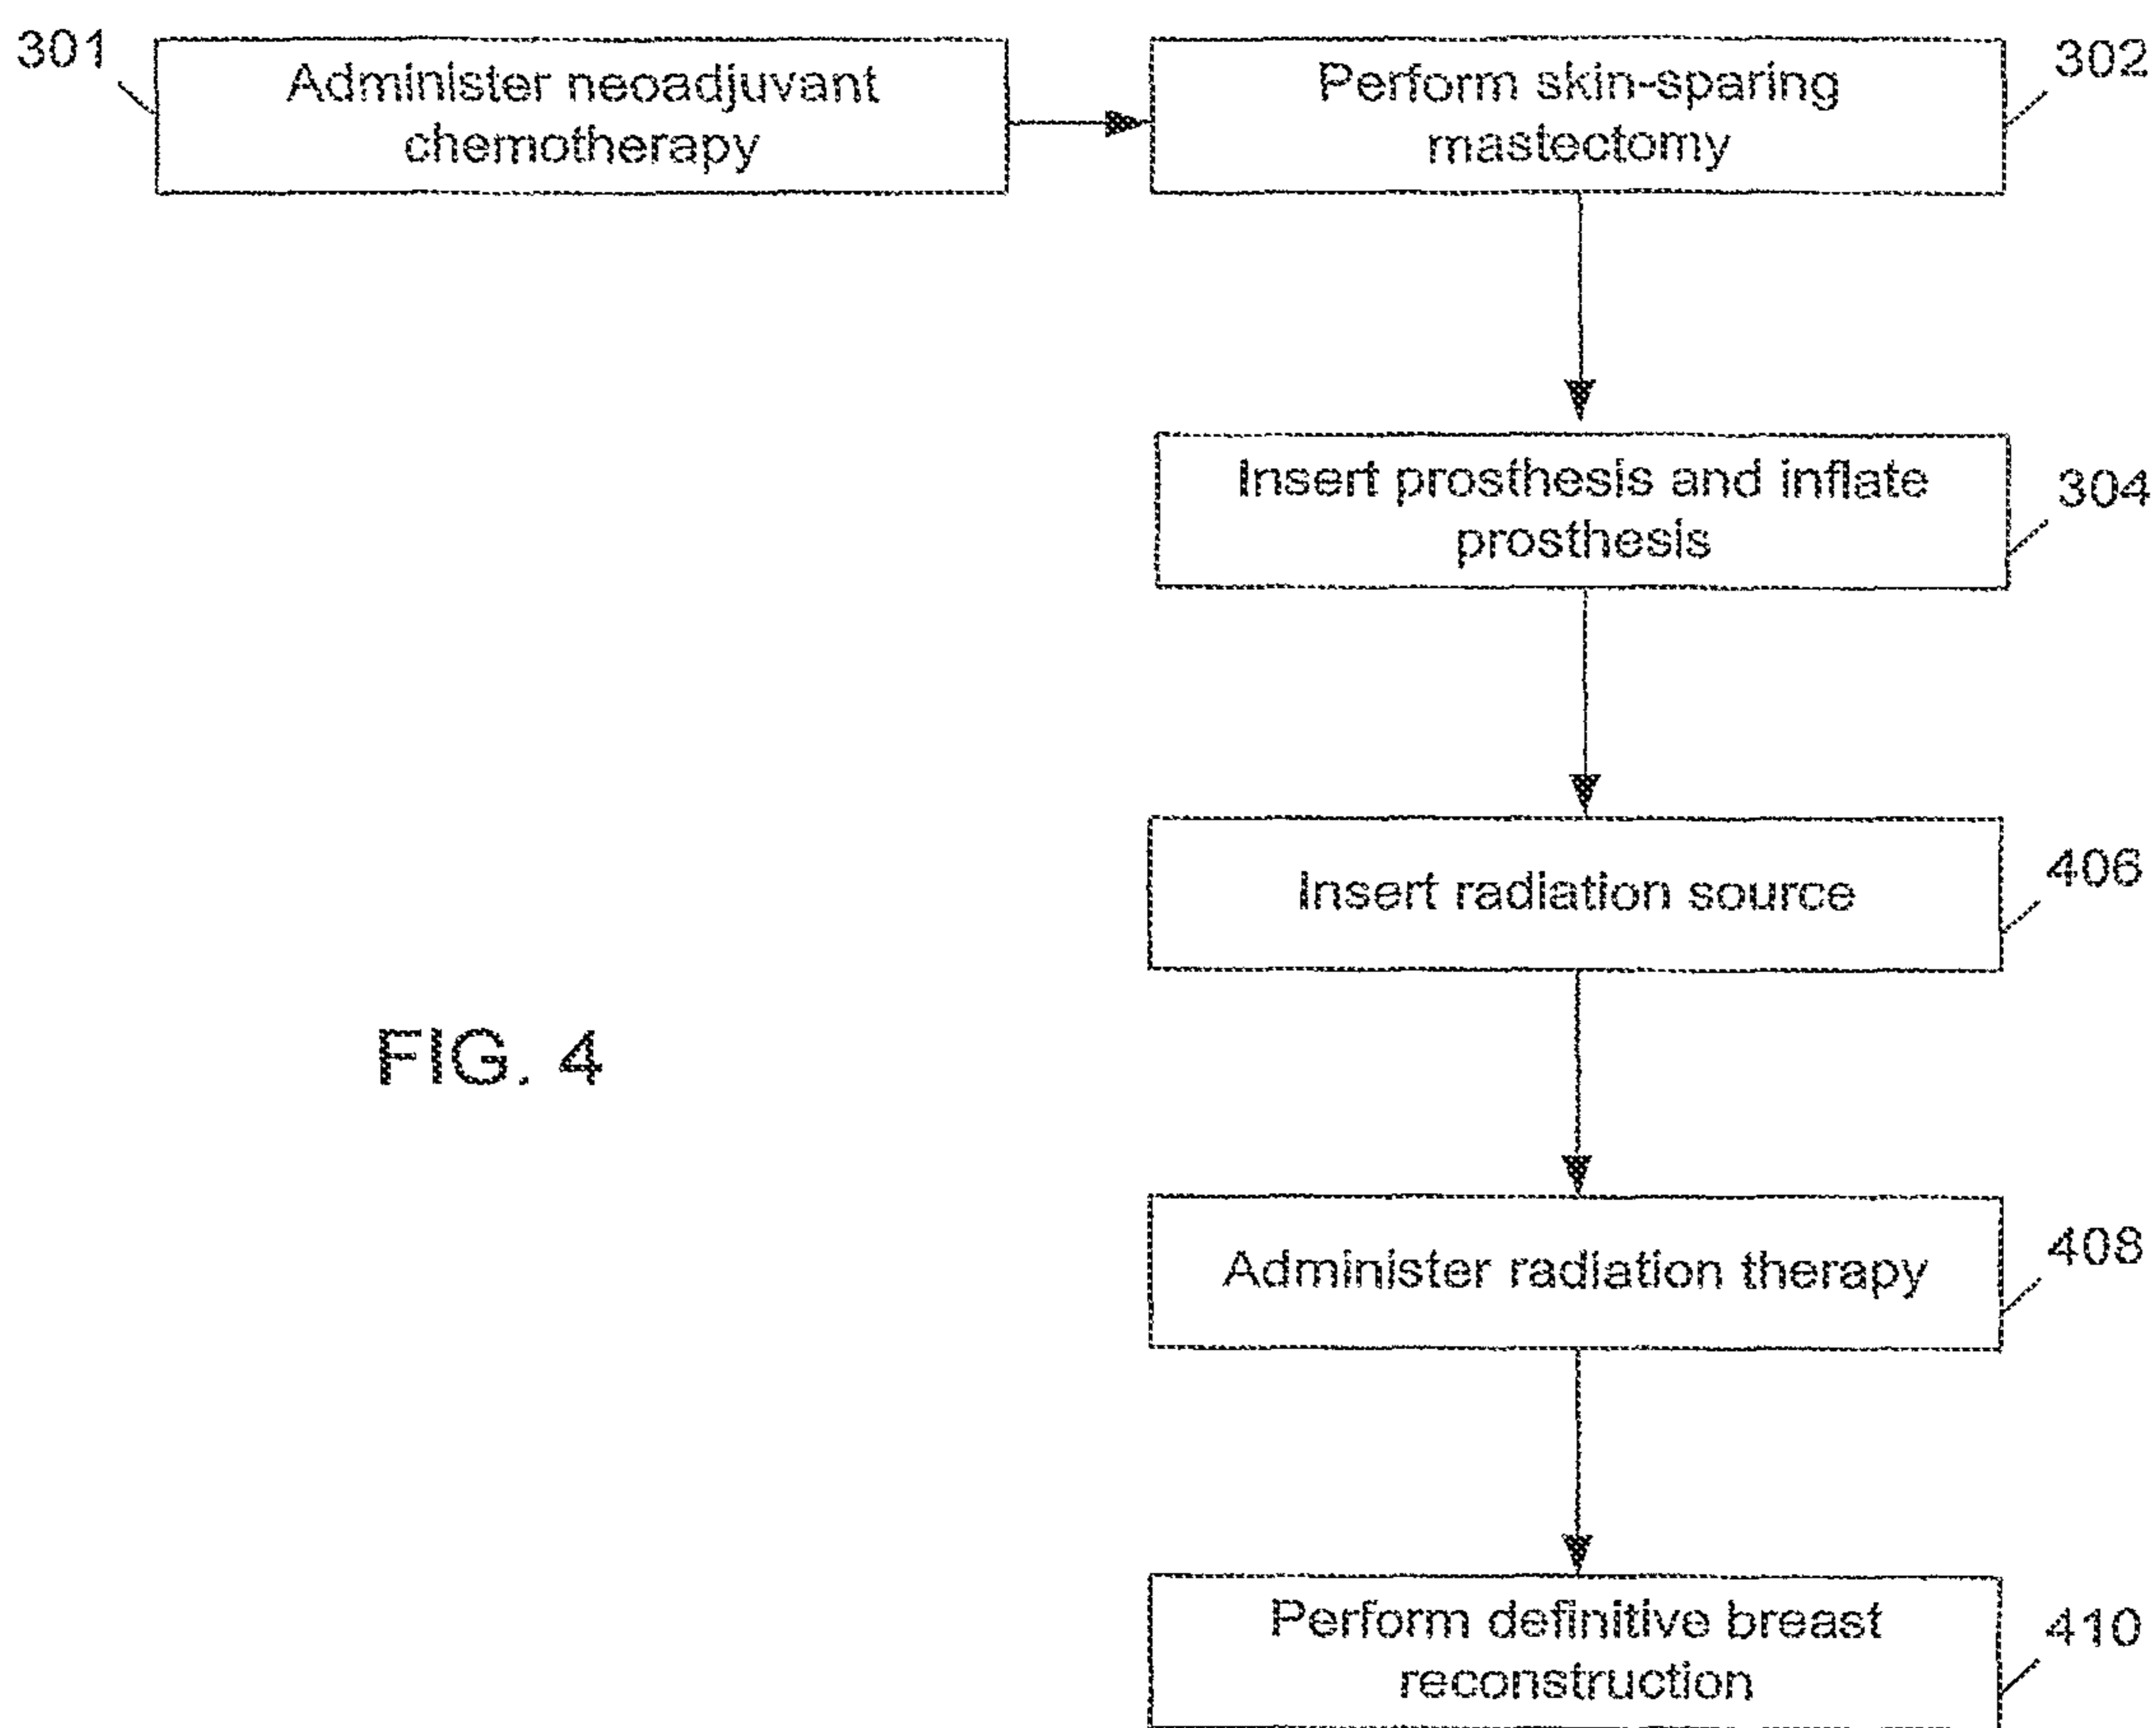 301
Administer neoadjuvant
chemotherapy
302
Perform skin-sparing
mastectomy
304
Insert prosthesis and inflate
prosthesis
406
Insert radiation source
FIG. 4
408
Administer radiation therapy
410
Perform definitive breast
reconstruction